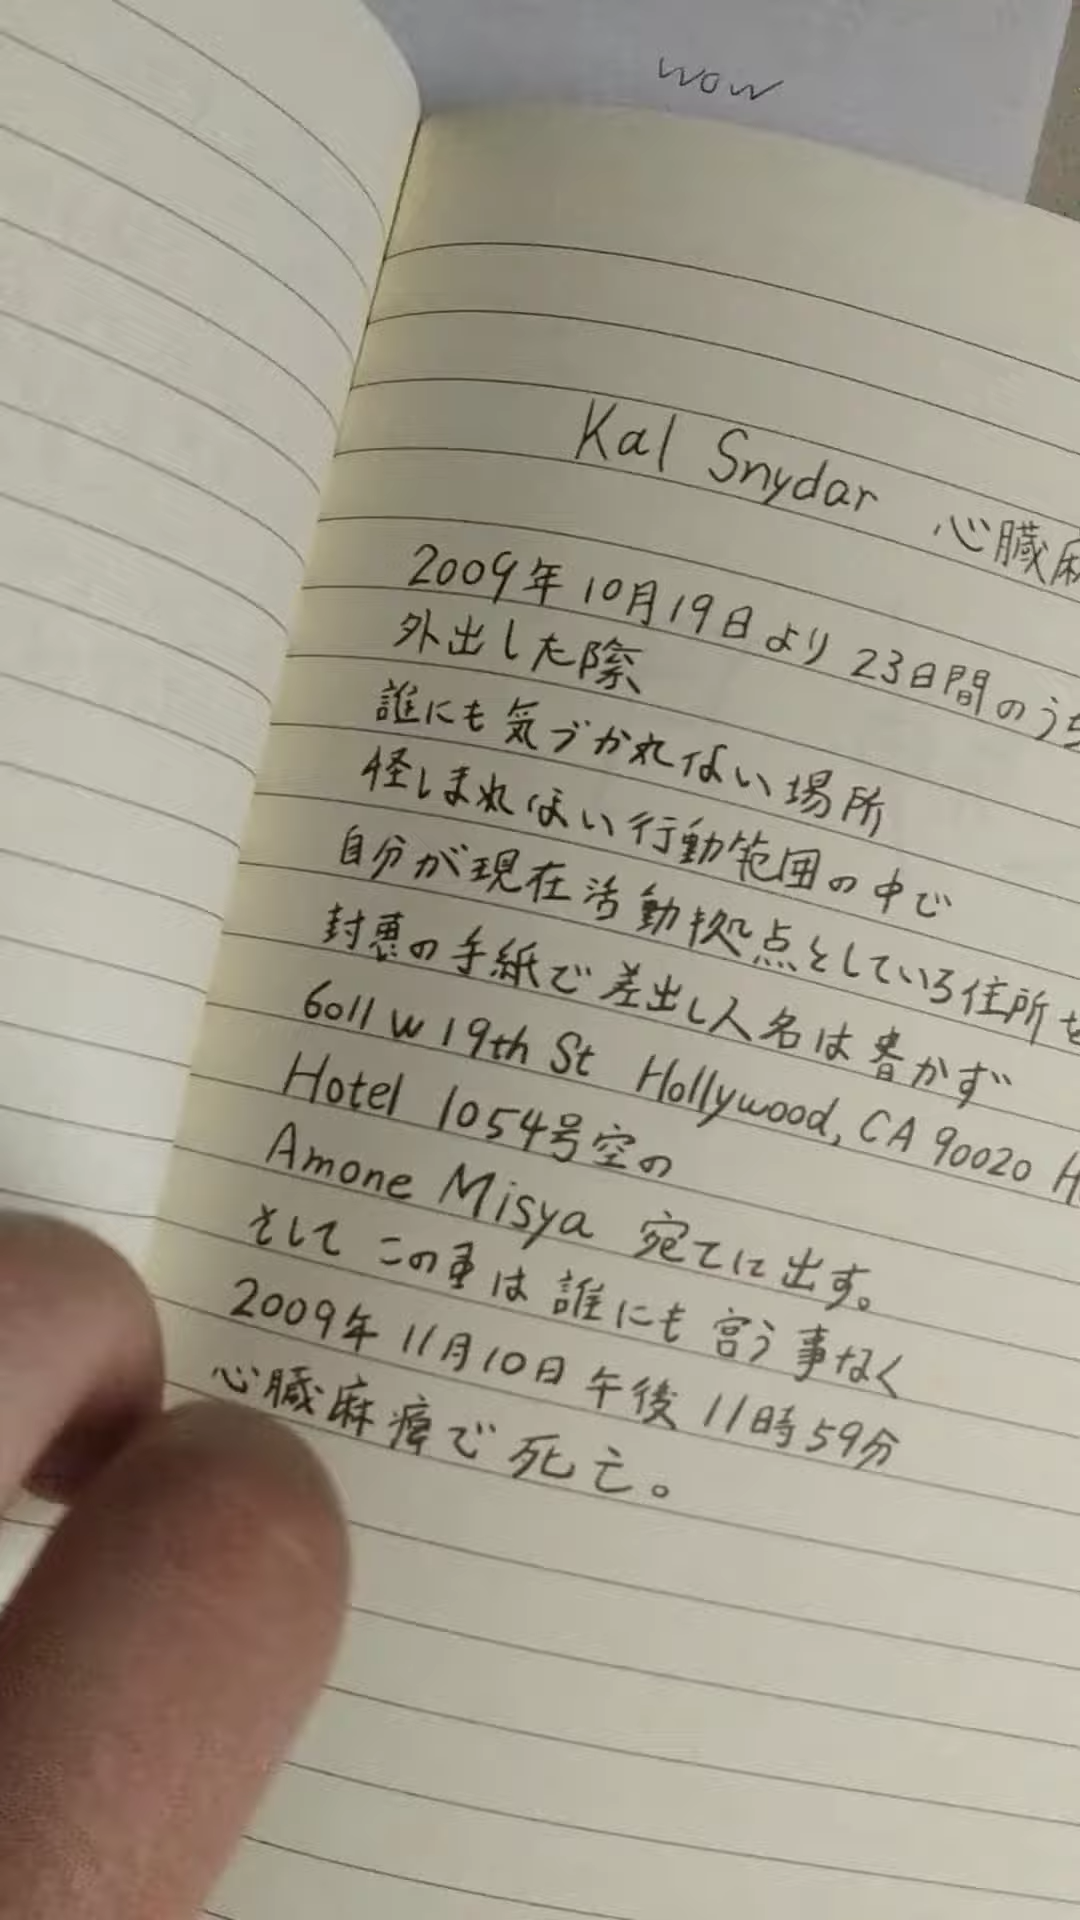 wow
Kal Snydar 心臓麻
2009年10月19日より23日間のうち
外出した際
誰にも気づかれない場所
怪しまれない行動範囲の中で
自分が現在活動拠点としている住所を
封恵の手紙で差出し人名は書かず
6011 W 19th St Hollywood, CA 90020 H
Hotel 1054号空の
Amone Misya 宛てに出す。
そして この事は 誰にも 言う 事なく
2009年11月10日午後11時59分
心臓麻痺で死亡。